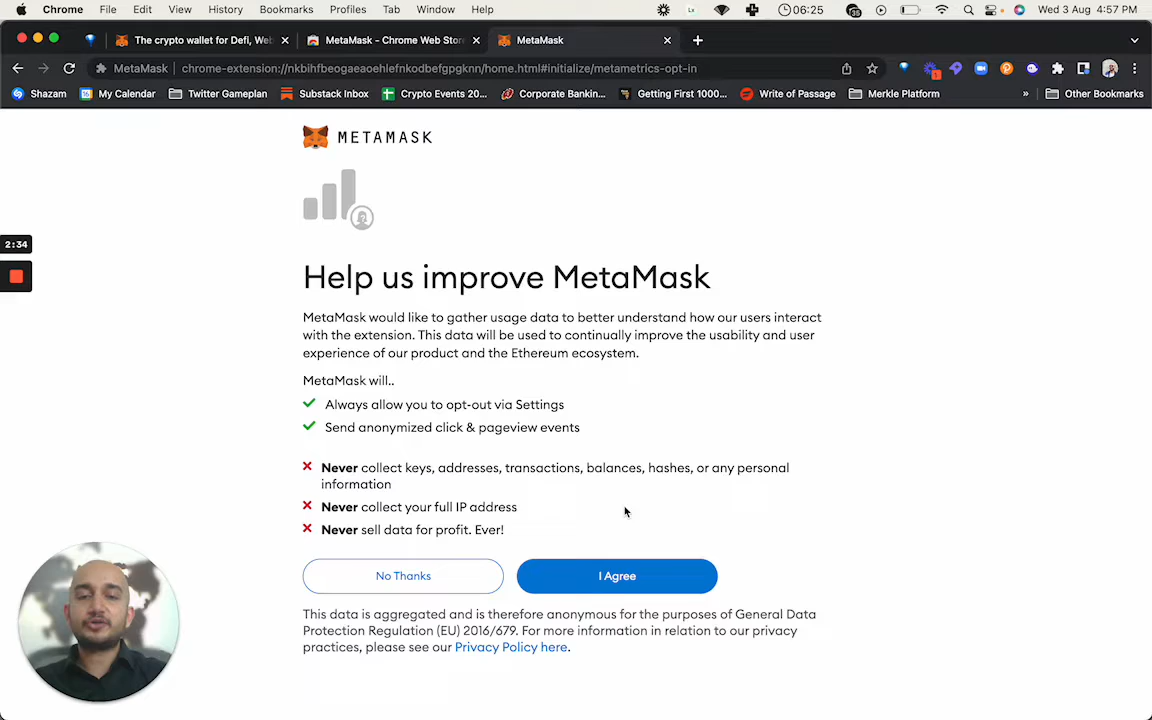 Chrome File Edit View History Bookmarks Profiles Tab Window Help 06:25 Wed 3 Aug 4:57 PM
The crypto wallet for Defi, Web MetaMask - Chrome Web Store MetaMask
MetaMask | chrome-extension://nkbihfbeogaeaoehlefnkodbefgpgknn/home.html#initialize/metametrics-opt-in
Shazam My Calendar Twitter Gameplan Substack Inbox Crypto Events 20... Corporate Bankin... Getting First 1000... Write of Passage Merkle Platform » Other Bookmarks
METAMASK
2:34
Help us improve MetaMask
MetaMask would like to gather usage data to better understand how our users interact
with the extension. This data will be used to continually improve the usability and user
experience of our product and the Ethereum ecosystem.
MetaMask will..
Always allow you to opt-out via Settings
Send anonymized click & pageview events
Never collect keys, addresses, transactions, balances, hashes, or any personal
information
Never collect your full IP address
Never sell data for profit. Ever!
No Thanks I Agree
This data is aggregated and is therefore anonymous for the purposes of General Data
Protection Regulation (EU) 2016/679. For more information in relation to our privacy
practices, please see our Privacy Policy here.